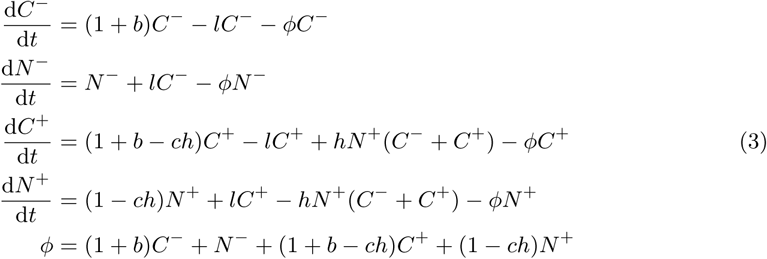 dC⁻/dt = (1 + b)C⁻ − lC⁻ − ϕC⁻
dN⁻/dt = N⁻ + lC⁻ − ϕN⁻
dC⁺/dt = (1 + b − ch)C⁺ − lC⁺ + hN⁺(C⁻ + C⁺) − ϕC⁺ (3)
dN⁺/dt = (1 − ch)N⁺ + lC⁺ − hN⁺(C⁻ + C⁺) − ϕN⁺
ϕ = (1 + b)C⁻ + N⁻ + (1 + b − ch)C⁺ + (1 − ch)N⁺